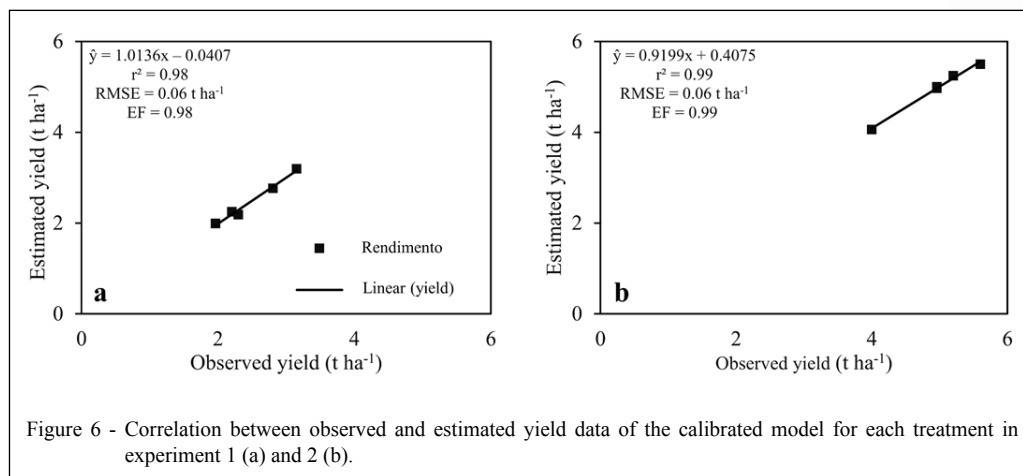 6
ŷ = 1.0136x – 0.0407
r² = 0.98
RMSE = 0.06 t ha⁻¹
EF = 0.98
4
2
0
Estimated yield (t ha⁻¹)
Rendimento
Linear (yield)
a
0 2 4 6
Observed yield (t ha⁻¹)
6
ŷ = 0.9199x + 0.4075
r² = 0.99
RMSE = 0.06 t ha⁻¹
EF = 0.99
4
2
0
Estimated yield (t ha⁻¹)
b
0 2 4 6
Observed yield (t ha⁻¹)
Figure 6 - Correlation between observed and estimated yield data of the calibrated model for each treatment in
experiment 1 (a) and 2 (b).